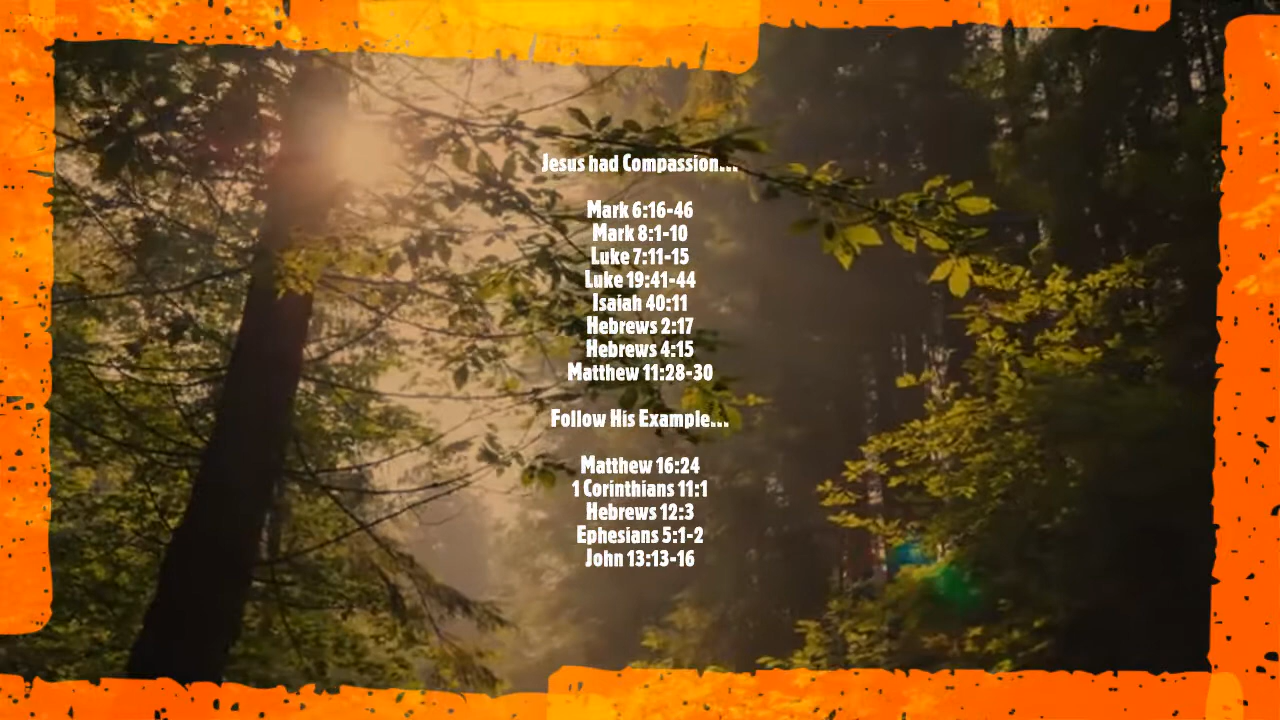 Jesus had Compassion...
Mark 6:16-46
Mark 8:1-10
Luke 7:11-15
Luke 19:41-44
Isaiah 40:11
Hebrews 2:17
Hebrews 4:15
Matthew 11:28-30
Follow His Example...
Matthew 16:24
1 Corinthians 11:1
Hebrews 12:3
Ephesians 5:1-2
John 13:13-16